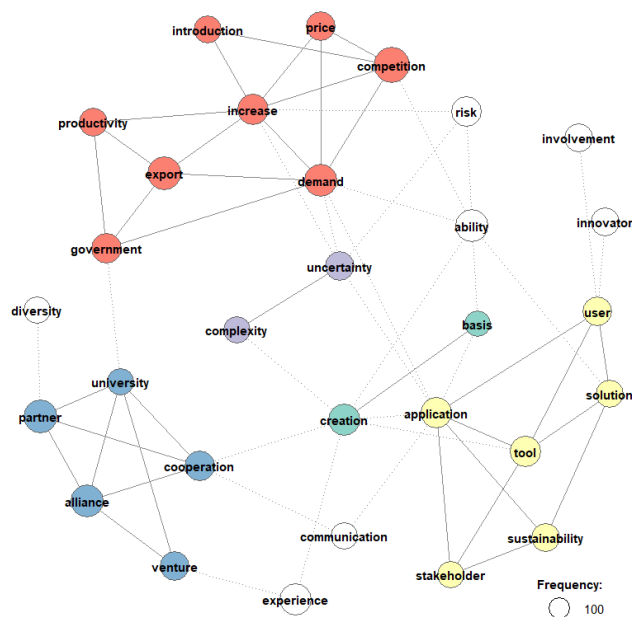 price
introduction
competition
increase
risk
productivity
involvement
export
demand
innovator
ability
government
uncertainty
diversity
user
complexity
basis
university
solution
partner
creation
application
tool
cooperation
alliance
communication
sustainability
venture
stakeholder
Frequency:
experience
100